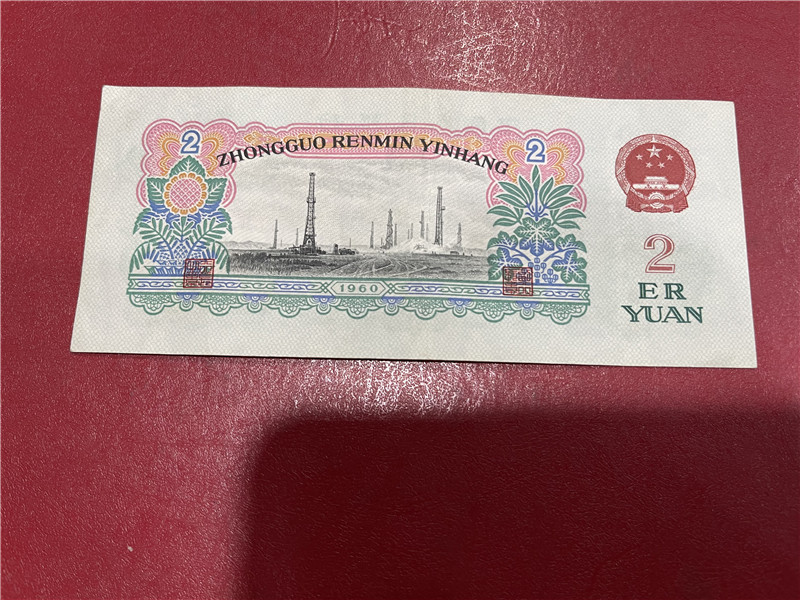 2
ZHONGGUO RENMIN YINHANG
2
1960
2
ER
YUAN